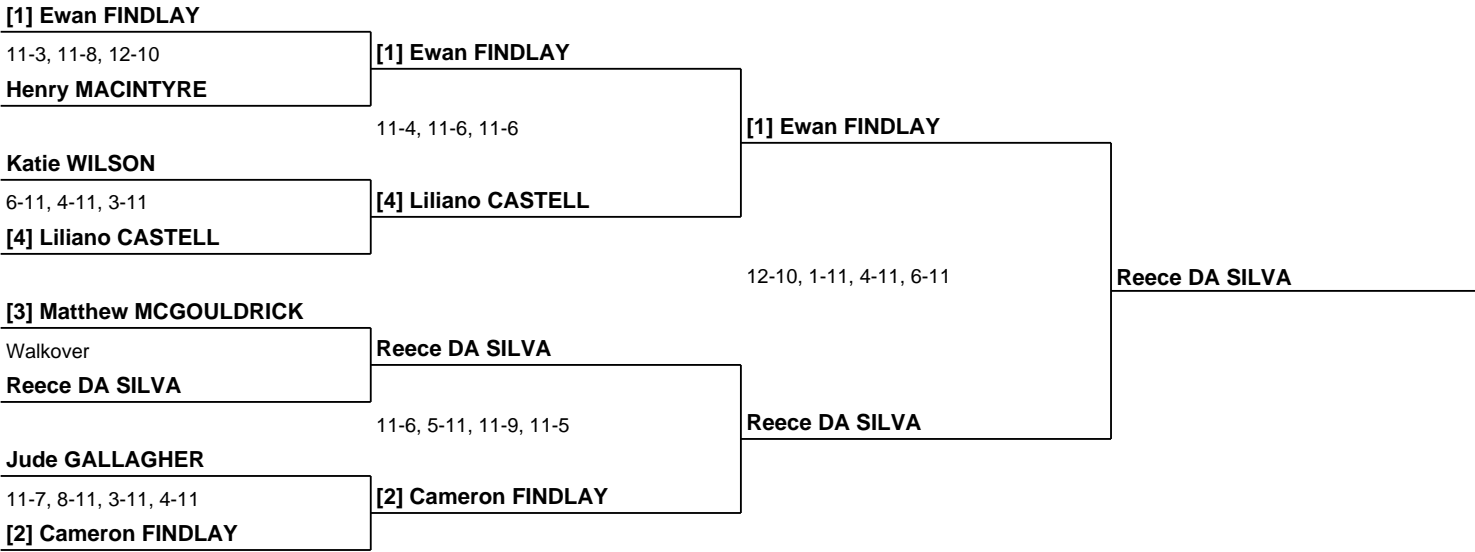 [1] Ewan FINDLAY
11-3, 11-8, 12-10
[1] Ewan FINDLAY
Henry MACINTYRE
11-4, 11-6, 11-6
[1] Ewan FINDLAY
Katie WILSON
6-11, 4-11, 3-11
[4] Liliano CASTELL
[4] Liliano CASTELL
12-10, 1-11, 4-11, 6-11
Reece DA SILVA
[3] Matthew MCGOULDRICK
Walkover
Reece DA SILVA
Reece DA SILVA
11-6, 5-11, 11-9, 11-5
Reece DA SILVA
Jude GALLAGHER
11-7, 8-11, 3-11, 4-11
[2] Cameron FINDLAY
[2] Cameron FINDLAY